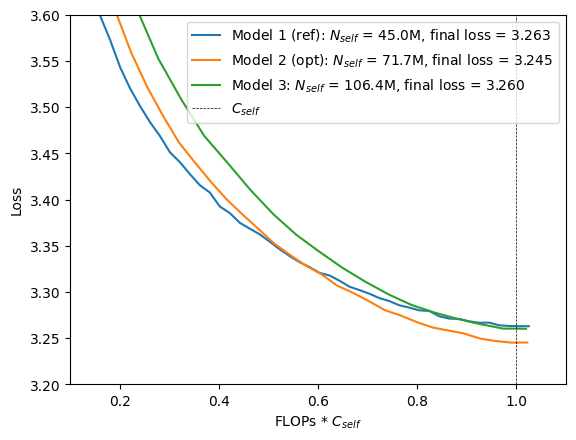 Model 1 (ref): N_self = 45.0M, final loss = 3.263
Model 2 (opt): N_self = 71.7M, final loss = 3.245
Model 3: N_self = 106.4M, final loss = 3.260
C_self
3.60
3.55
3.50
3.45
3.40
3.35
3.30
3.25
3.20
Loss
0.2 0.4 0.6 0.8 1.0
FLOPs * C_self